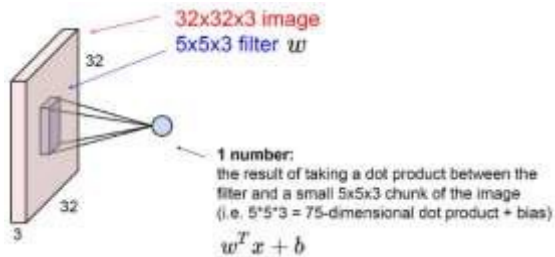 32x32x3 image
5x5x3 filter w
32
1 number:
the result of taking a dot product between the
filter and a small 5x5x3 chunk of the image
(i.e. 5*5*3 = 75-dimensional dot product + bias)
32
3
w^T x + b